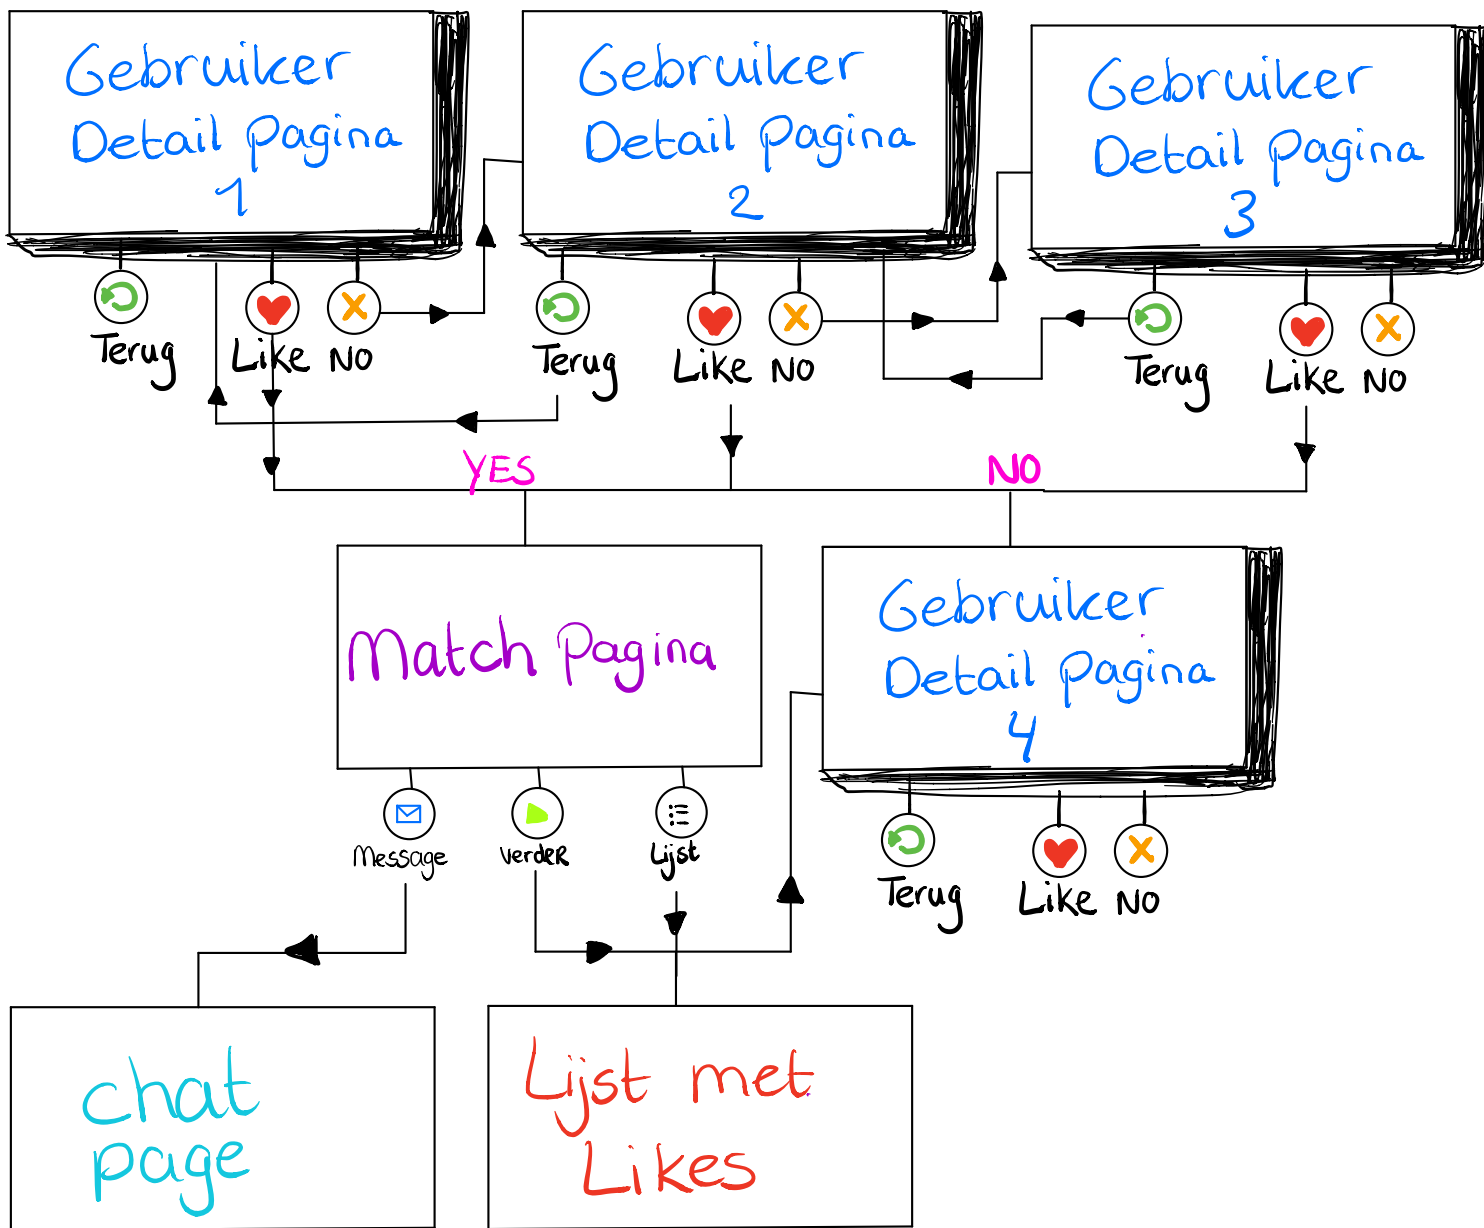 Gebruiker
Detail Pagina
1
Gebruiker
Detail Pagina
2
Gebruiker
Detail Pagina
3
Terug
Like
NO
Terug
Like
NO
Terug
Like
NO
YES
NO
Match Pagina
Gebruiker
Detail Pagina
4
Message
VerdeR
Lijst
Terug
Like
NO
chat
page
Lijst met
Likes